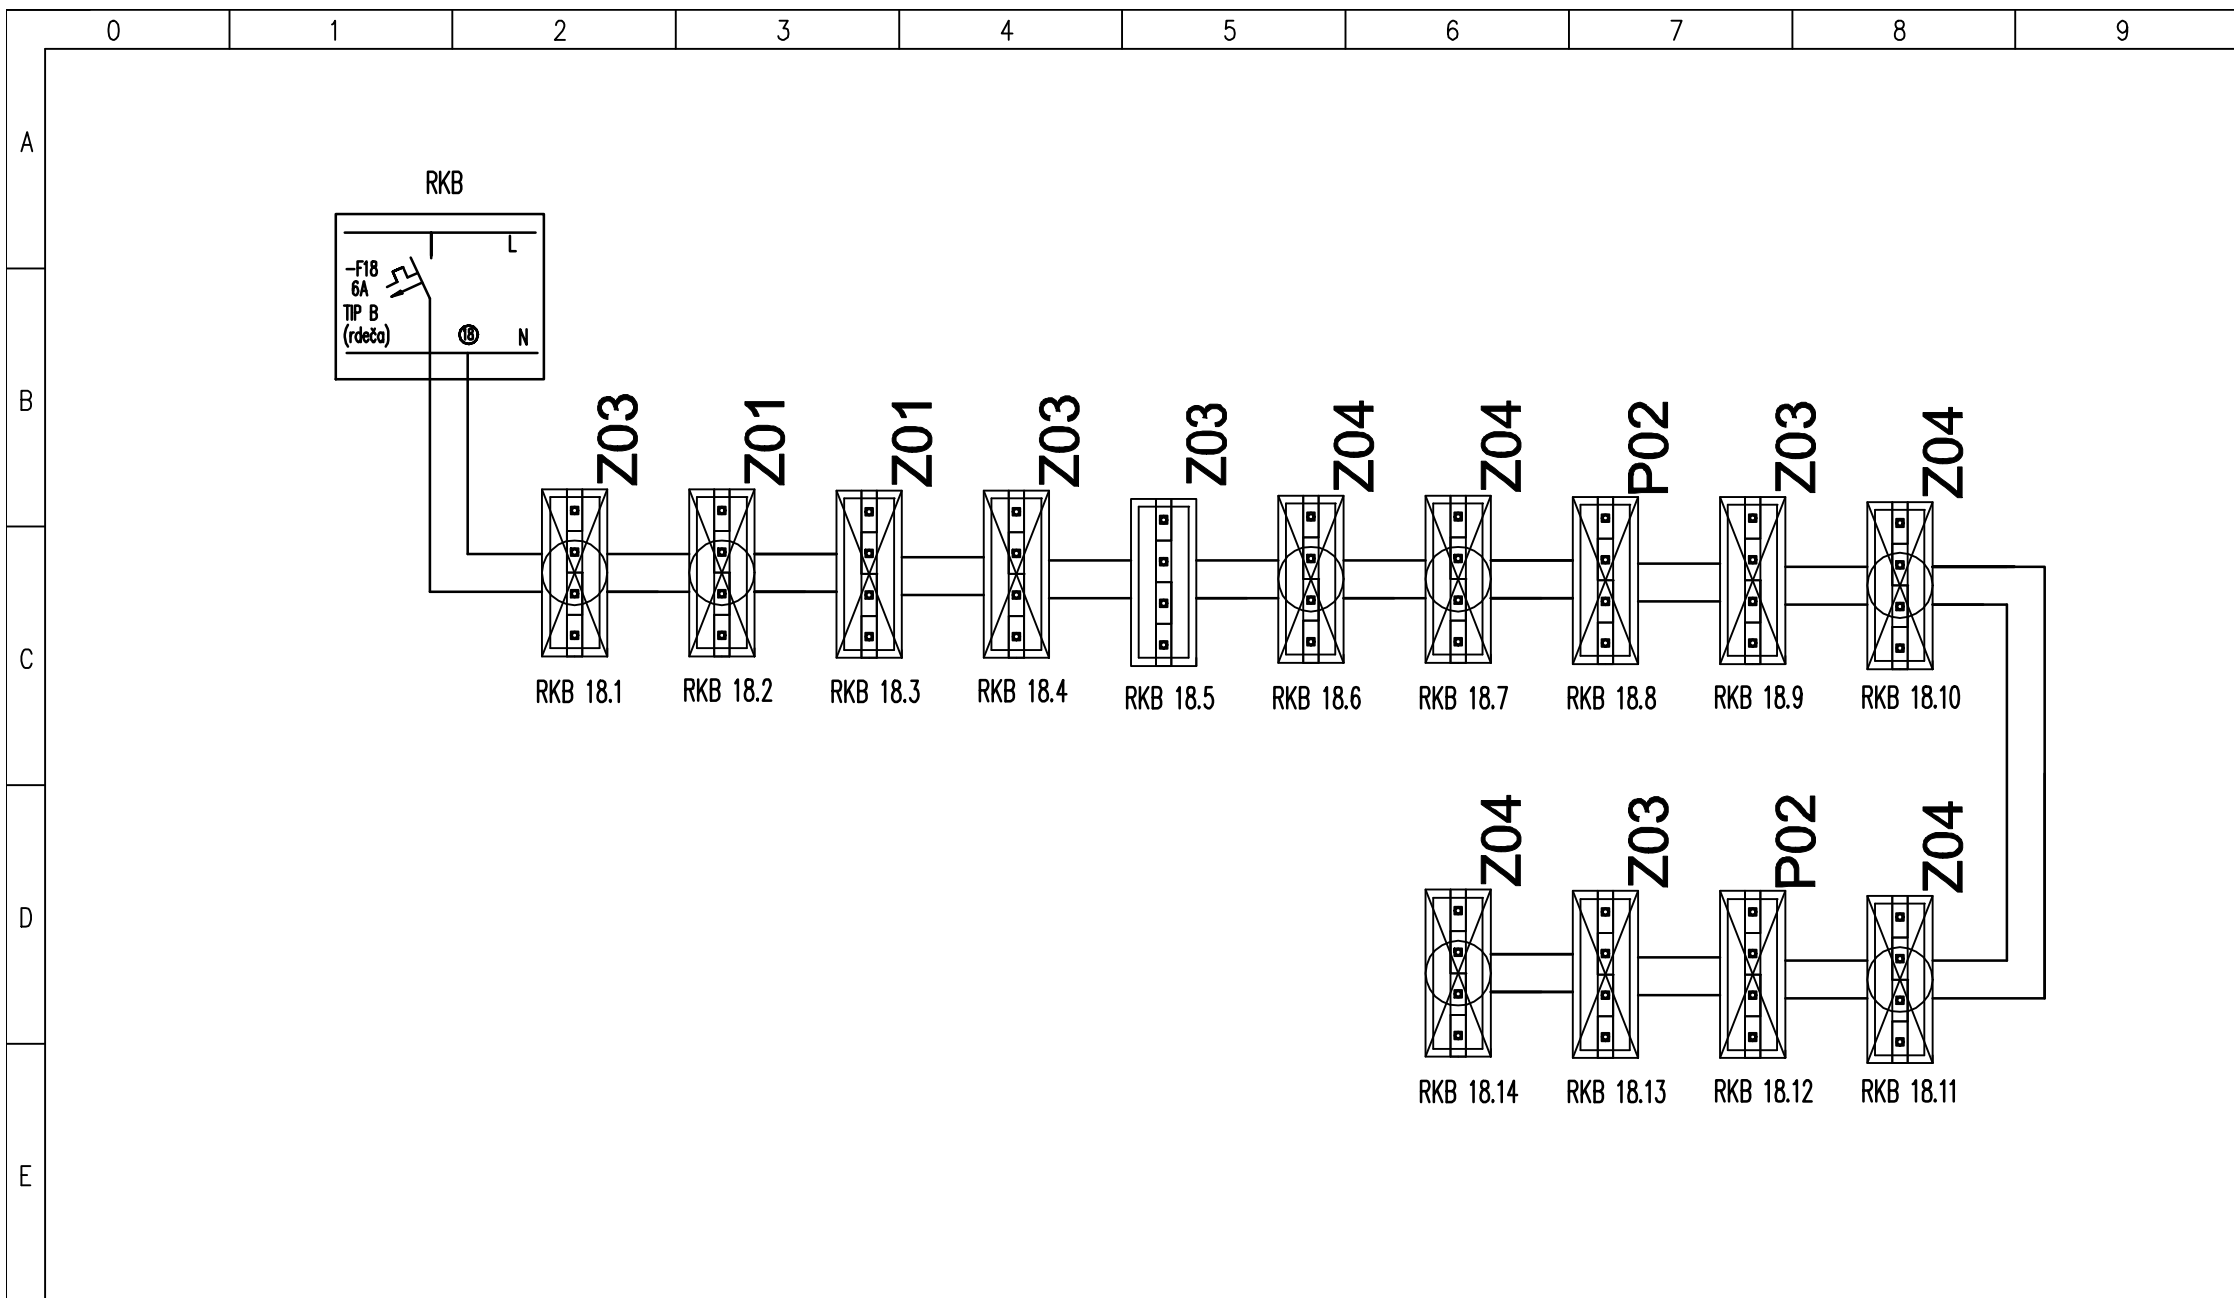 0 1 2 3 4 5 6 7 8 9
A
RKB
L
-F18
6A
TIP B
(rdeča)
18 N
B
Z03 Z01 Z01 Z03 Z03 Z04 Z04 P02 Z03 Z04
C
RKB 18.1 RKB 18.2 RKB 18.3 RKB 18.4 RKB 18.5 RKB 18.6 RKB 18.7 RKB 18.8 RKB 18.9 RKB 18.10
Z04 Z03 P02 Z04
D
RKB 18.14 RKB 18.13 RKB 18.12 RKB 18.11
E